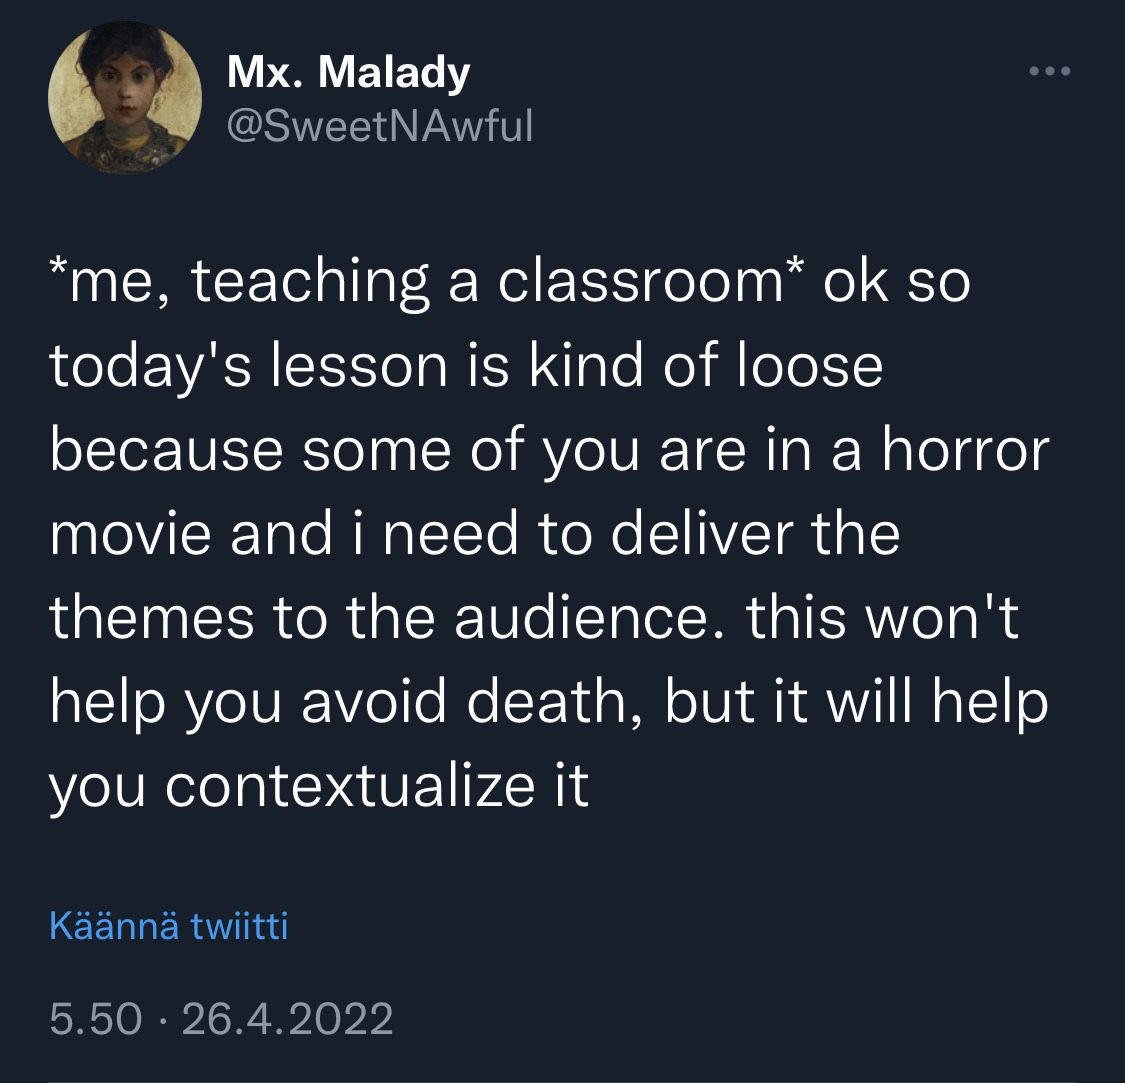 Mx. Malady
@SweetNAwful
*me, teaching a classroom* ok so
today's lesson is kind of loose
because some of you are in a horror
movie and i need to deliver the
themes to the audience. this won't
help you avoid death, but it will help
you contextualize it
Käännä twiitti
5.50 · 26.4.2022